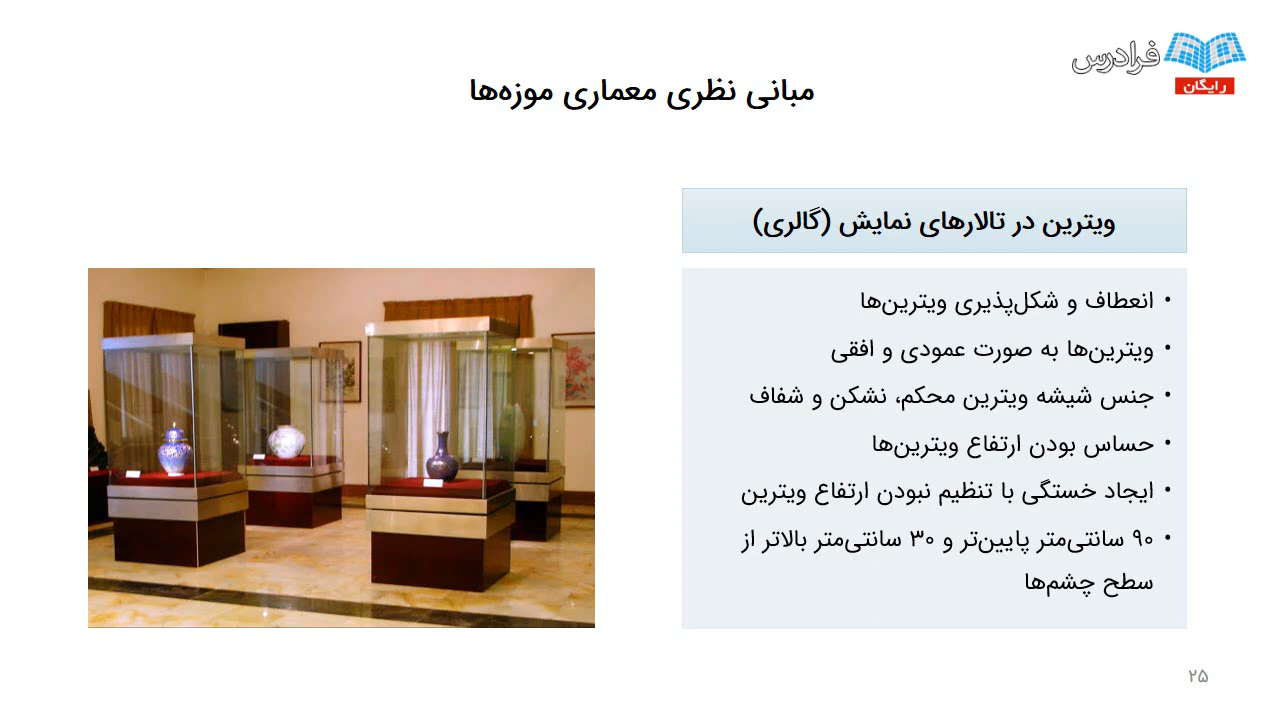 فرادرس
رایگان
مبانی نظری معماری موزه‌ها
ویترین در تالارهای نمایش (گالری)
• انعطاف و شکل‌پذیری ویترین‌ها
• ویترین‌ها به صورت عمودی و افقی
• جنس شیشه ویترین محکم، نشکن و شفاف
• حساس بودن ارتفاع ویترین‌ها
• ایجاد خستگی با تنظیم نبودن ارتفاع ویترین
• ۹۰ سانتی‌متر پایین‌تر و ۳۰ سانتی‌متر بالاتر از
سطح چشم‌ها
۲۵